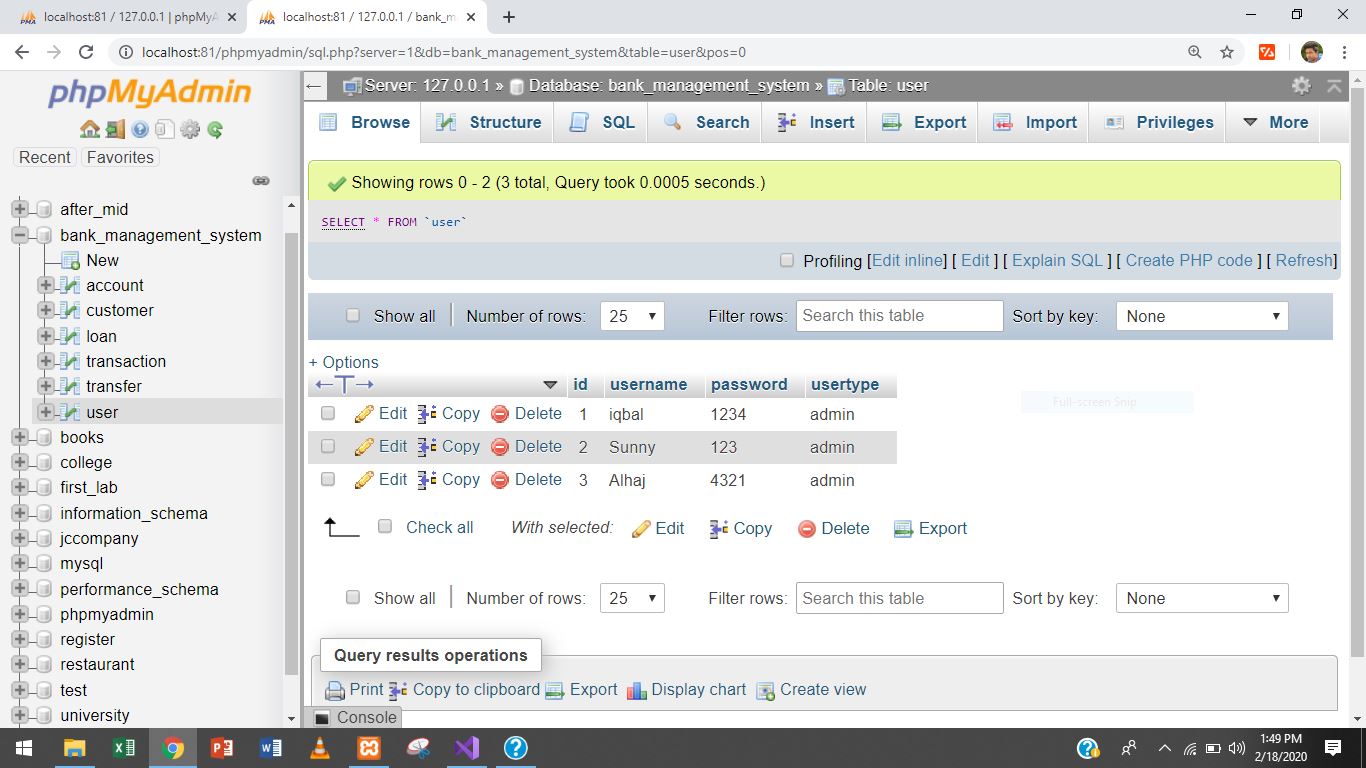 localhost:81 / 127.0.0.1 | phpMyA
localhost:81 / 127.0.0.1 / bank_m
localhost:81/phpmyadmin/sql.php?server=1&db=bank_management_system&table=user&pos=0
phpMyAdmin
Recent Favorites
after_mid
bank_management_system
New
account
customer
loan
transaction
transfer
user
books
college
first_lab
information_schema
jccompany
mysql
performance_schema
phpmyadmin
register
restaurant
test
university
Server: 127.0.0.1 » Database: bank_management_system » Table: user
Browse Structure SQL Search Insert Export Import Privileges More
Showing rows 0 - 2 (3 total, Query took 0.0005 seconds.)
SELECT * FROM `user`
Profiling [Edit inline] [ Edit ] [ Explain SQL ] [ Create PHP code ] [ Refresh]
Show all Number of rows: 25 Filter rows: Search this table Sort by key: None
+ Options
id username password usertype
Edit Copy Delete 1 iqbal 1234 admin
Edit Copy Delete 2 Sunny 123 admin
Edit Copy Delete 3 Alhaj 4321 admin
Full-screen Snip
Check all With selected: Edit Copy Delete Export
Show all Number of rows: 25 Filter rows: Search this table Sort by key: None
Query results operations
Print Copy to clipboard Export Display chart Create view
Console
1:49 PM
2/18/2020